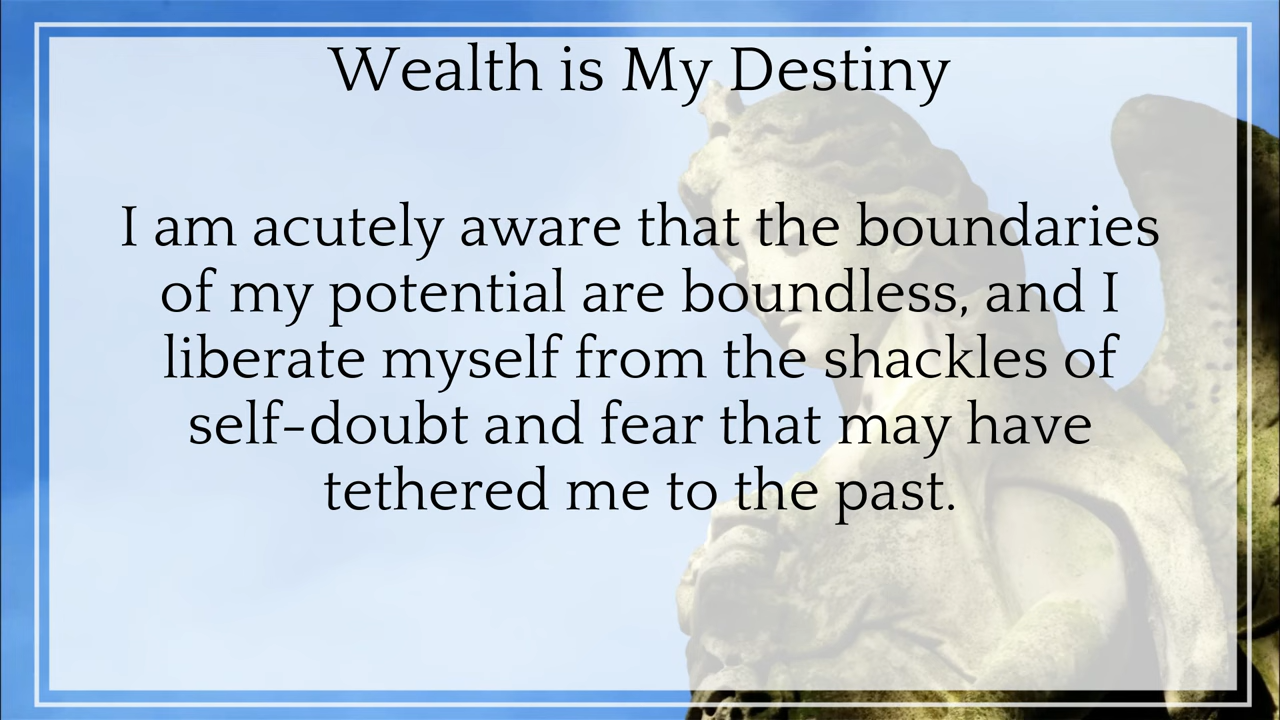 Wealth is My Destiny
I am acutely aware that the boundaries
of my potential are boundless, and I
liberate myself from the shackles of
self-doubt and fear that may have
tethered me to the past.